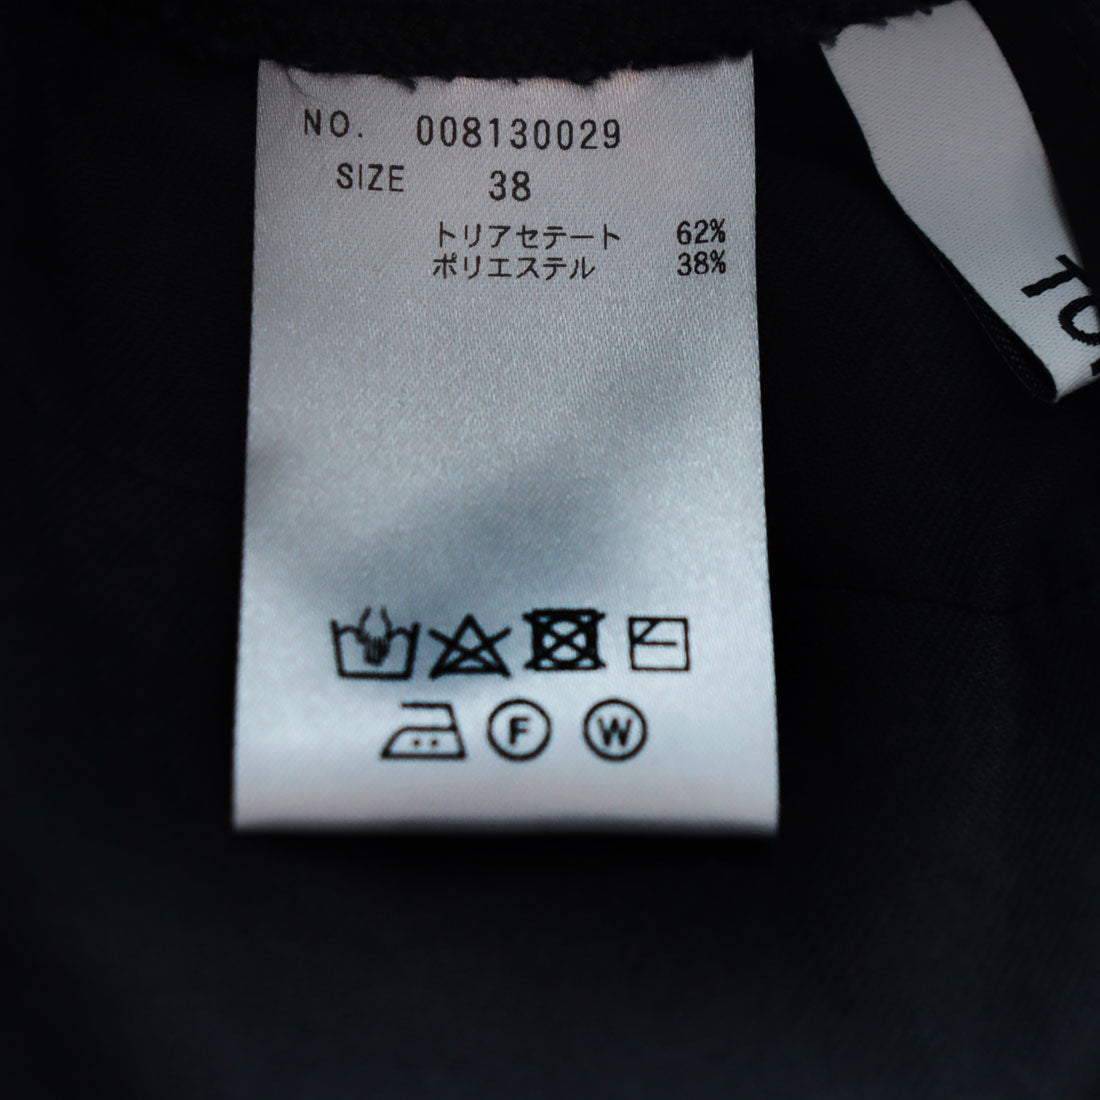 NO. 008130029
SIZE 38
トリアセテート 62%
ポリエステル 38%
F W